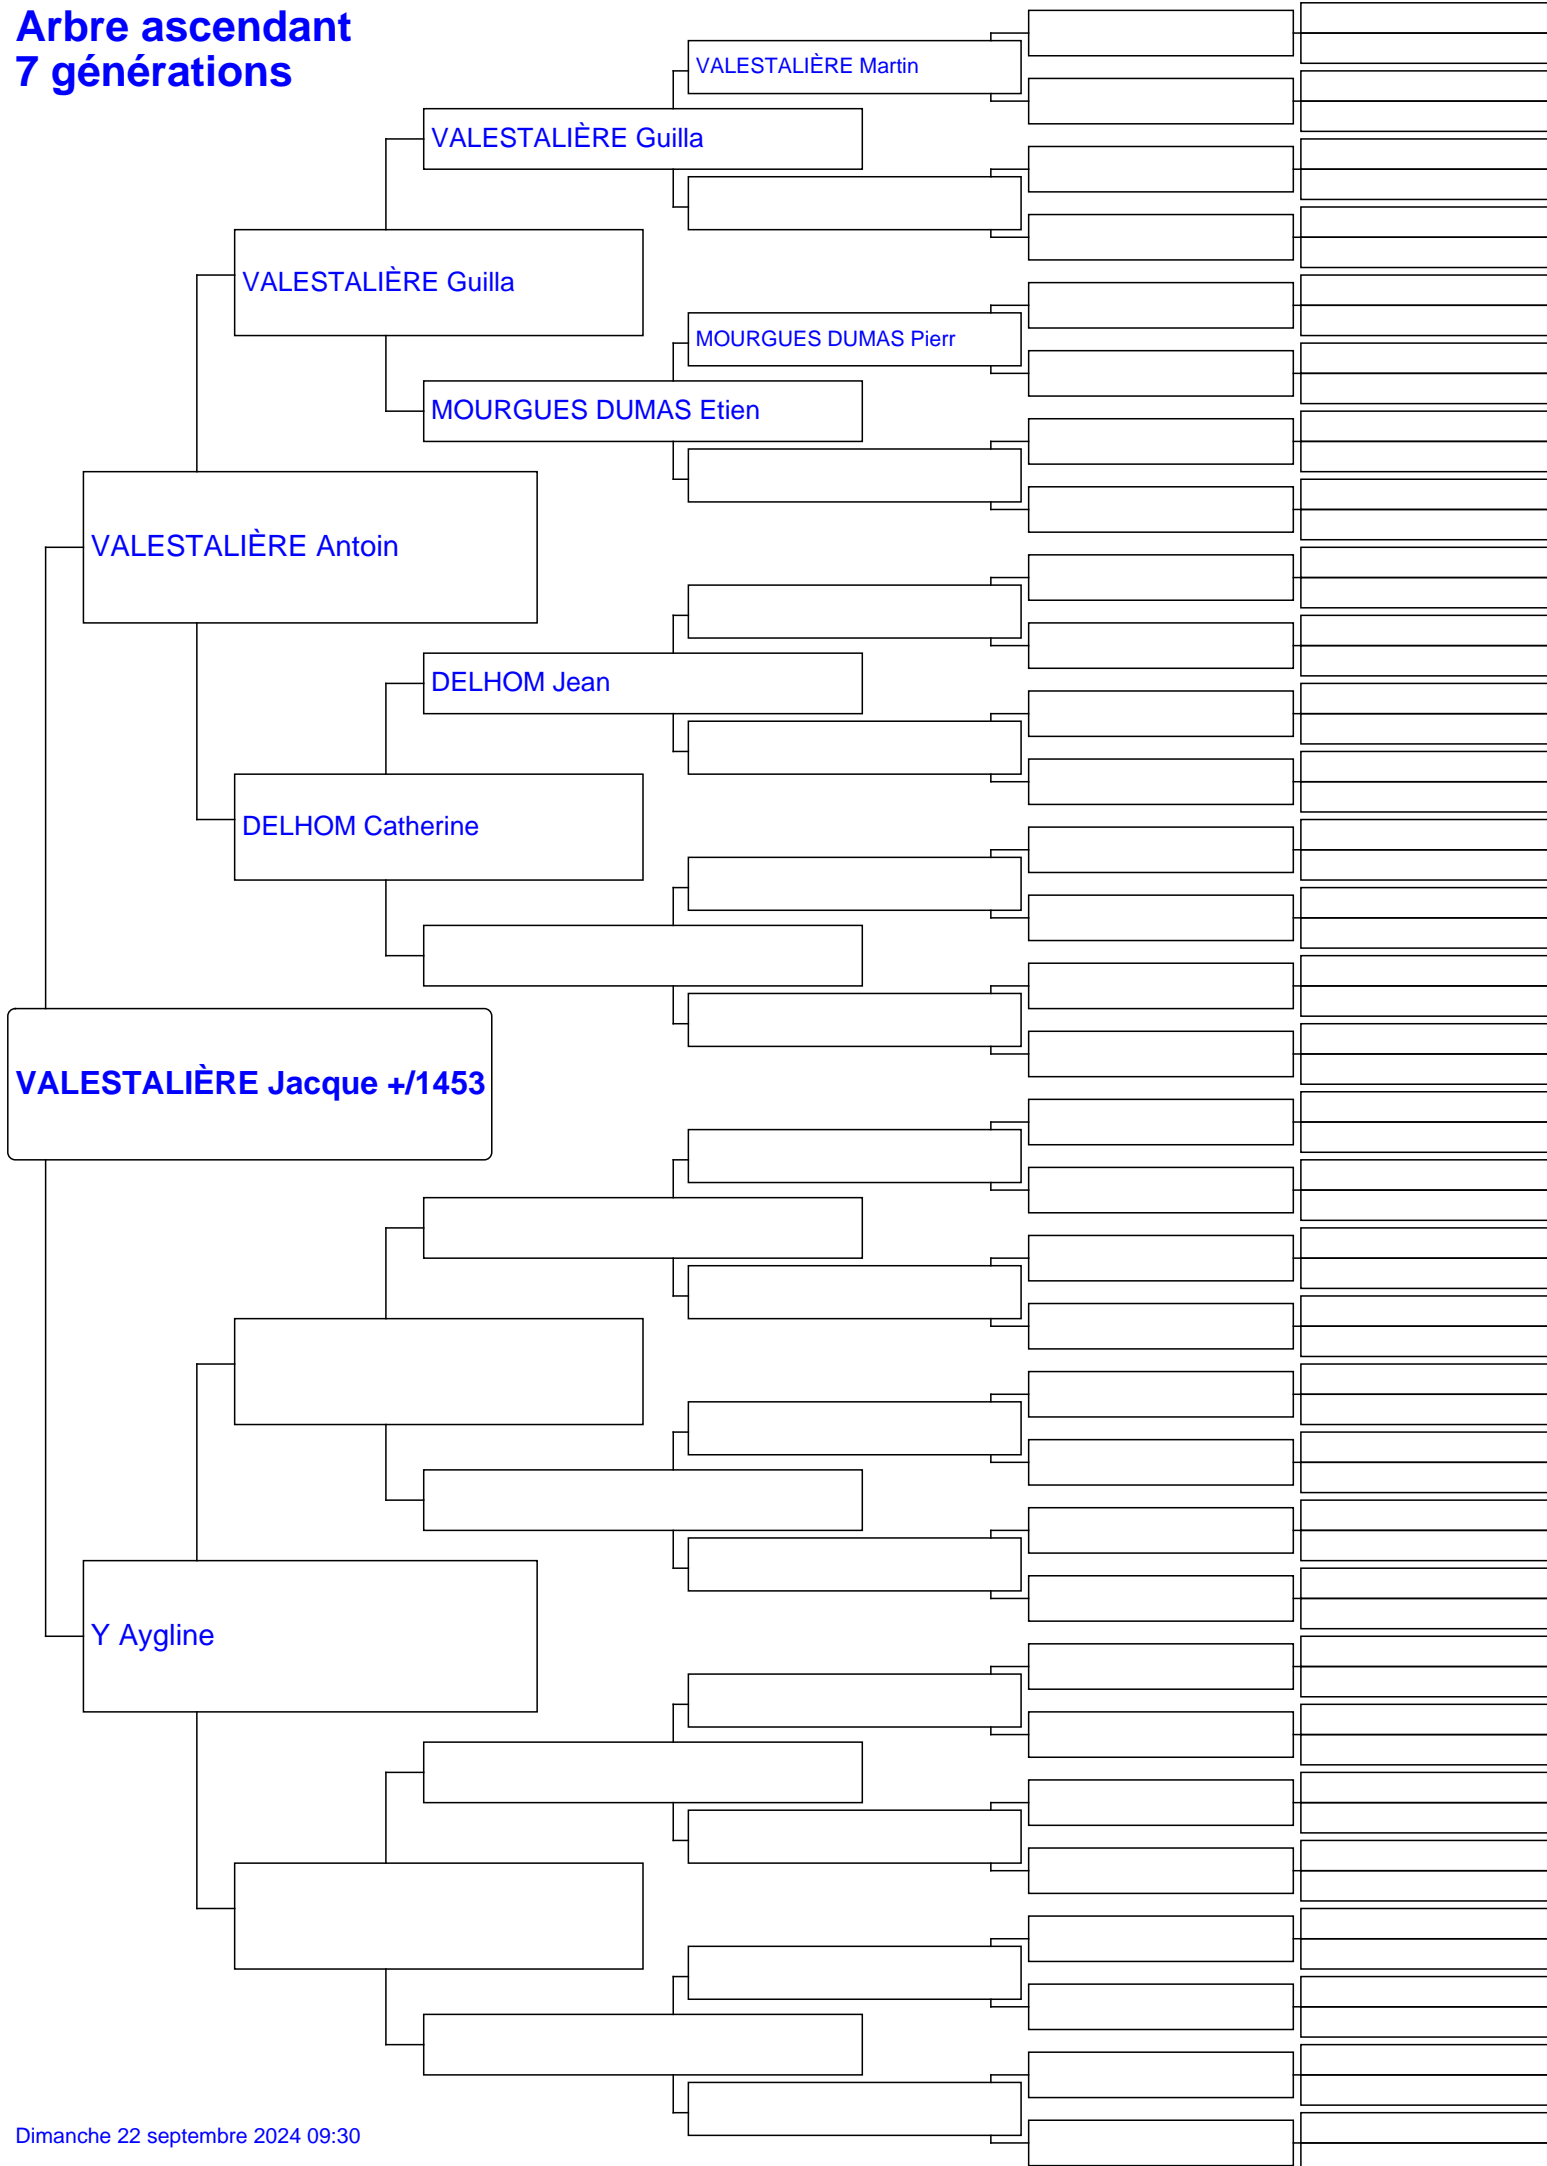 Arbre ascendant
7 générations
VALESTALIÈRE Martin
VALESTALIÈRE Guilla
VALESTALIÈRE Guilla
MOURGUES DUMAS Pierr
MOURGUES DUMAS Etien
VALESTALIÈRE Antoin
DELHOM Jean
DELHOM Catherine
VALESTALIÈRE Jacque +/1453
Y Aygline
Dimanche 22 septembre 2024 09:30